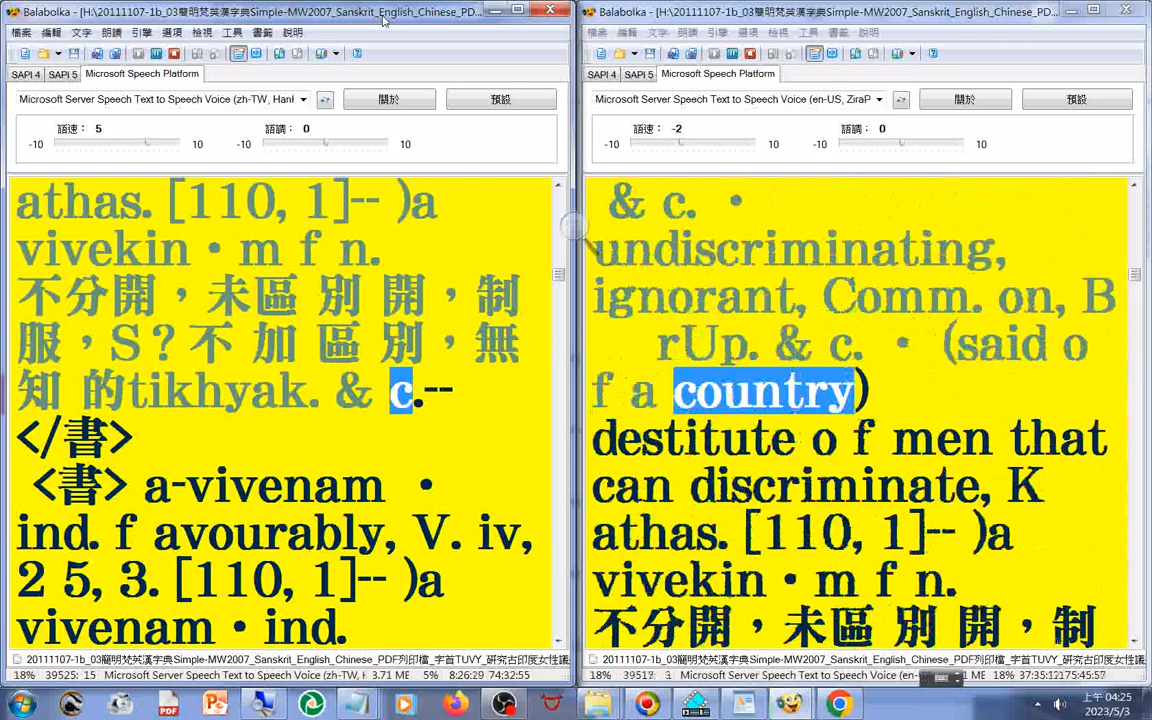 Balabolka - [H:\20111107-1b_03簡明梵英漢字典Simple-MW2007_Sanskrit_English_Chinese_PD...
檔案 編輯 文字 朗讀 引擎 選項 檢視 工具 書籤 說明
SAPI 4 SAPI 5 Microsoft Speech Platform
Microsoft Server Speech Text to Speech Voice (zh-TW, Hanl
關於 預設
語速： 5 語調： 0
-10 10 -10 10
athas. [110, 1]-- )a
vivekin • m f n.
不分開，未區 別 開，制
服，S？不 加 區 別，無
知 的tikhyak. & c.--
</書>
<書> a-vivenam •
ind. f avourably, V. iv,
2 5, 3. [110, 1]-- )a
vivenam • ind.
20111107-1b_03簡明梵英漢字典Simple-MW2007_Sanskrit_English_Chinese_PDF列印檔_字首TUVY_研究古印度女性議
18% 39525: 15 Microsoft Server Speech Text to Speech Voice (zh-TW, H 3.71 ME 5% 8:26:29 74:32:55
Balabolka - [H:\20111107-1b_03簡明梵英漢字典Simple-MW2007_Sanskrit_English_Chinese_PD...
檔案 編輯 文字 朗讀 引擎 選項 檢視 工具 書籤 說明
SAPI 4 SAPI 5 Microsoft Speech Platform
Microsoft Server Speech Text to Speech Voice (en-US, ZiraP
關於 預設
語速： -2 語調： 0
-10 10 -10 10
& c. •
undiscriminating,
ignorant, Comm. on, B
rUp. & c. • (said o
f a country)
destitute o f men that
can discriminate, K
athas. [110, 1]-- )a
vivekin • m f n.
不分開，未區 別 開，制
20111107-1b_03簡明梵英漢字典Simple-MW2007_Sanskrit_English_Chinese_PDF列印檔_字首TUVY_研究古印度女性議
18% Microsoft Server Speech Text to Speech Voice 18%
上午 04:25
2023/5/3